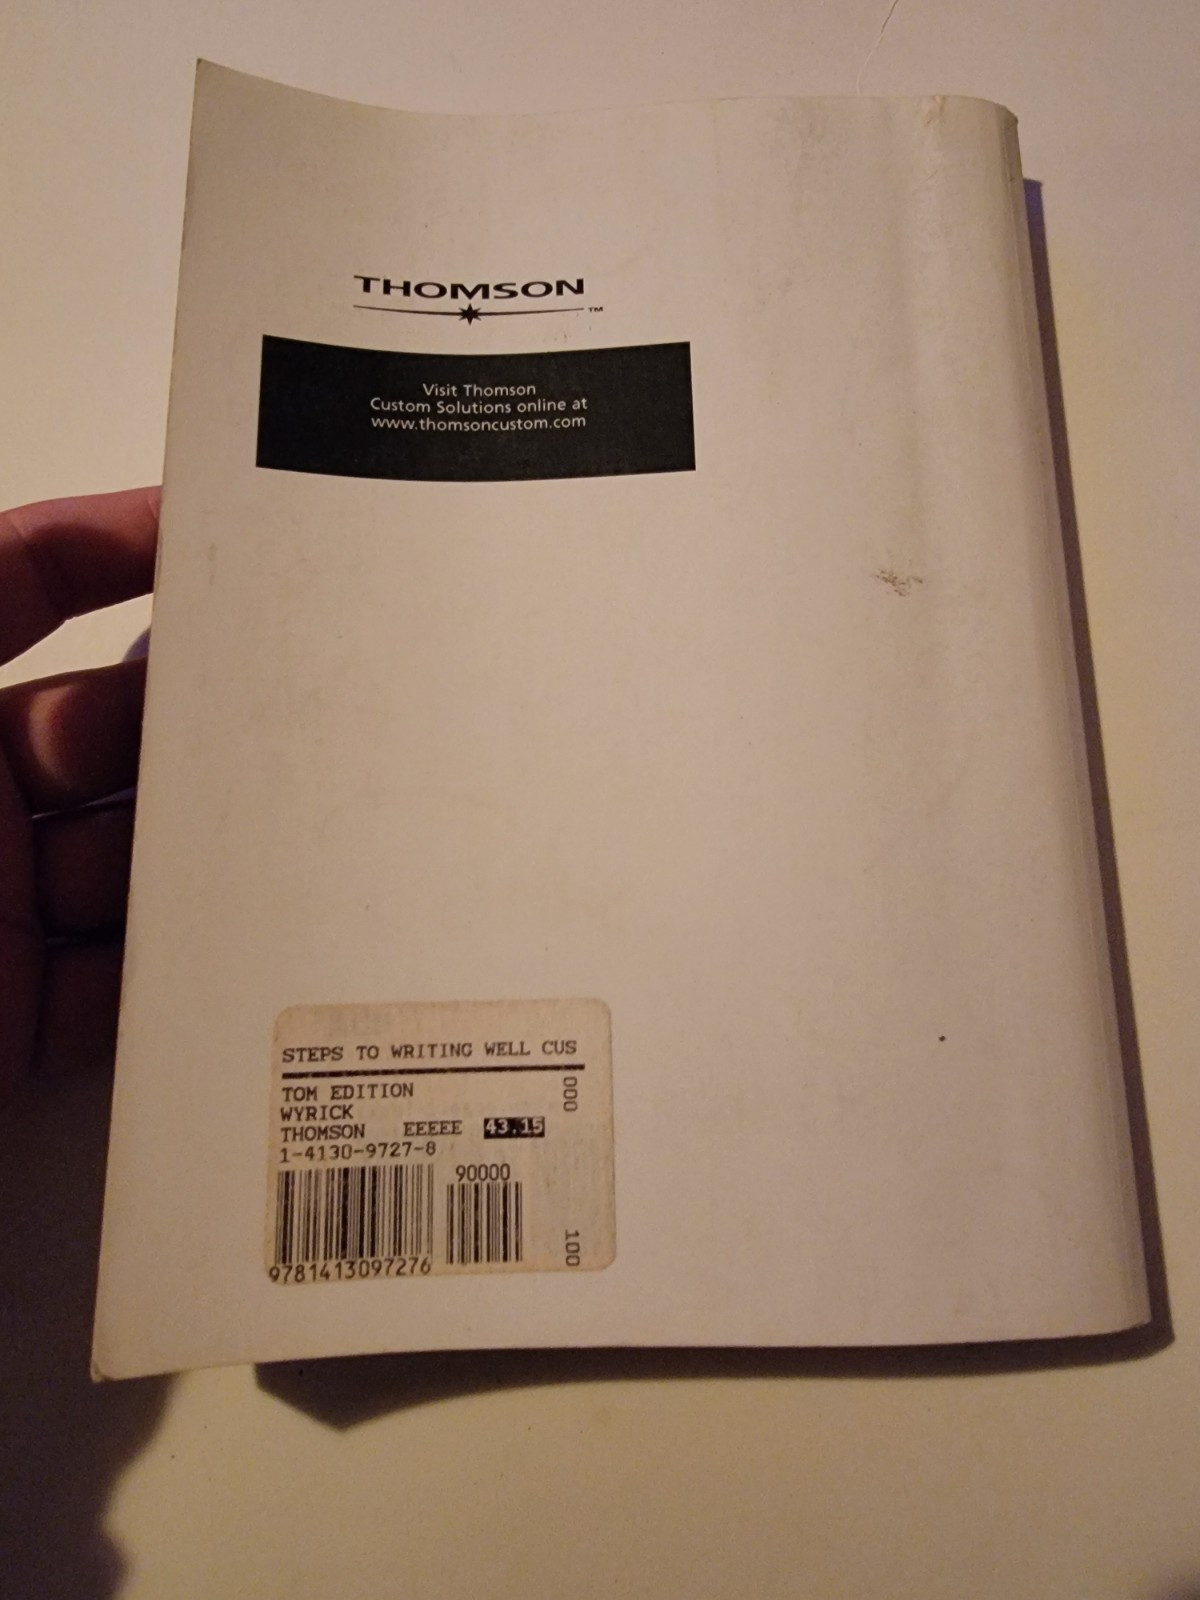 THOMSON
TM
Visit Thomson
Custom Solutions online at
www.thomsoncustom.com
STEPS TO WRITING WELL CUS
TOM EDITION
WYRICK
THOMSON EEEEE 43.15
1-4130-9727-8
90000
9781413097276
000
100